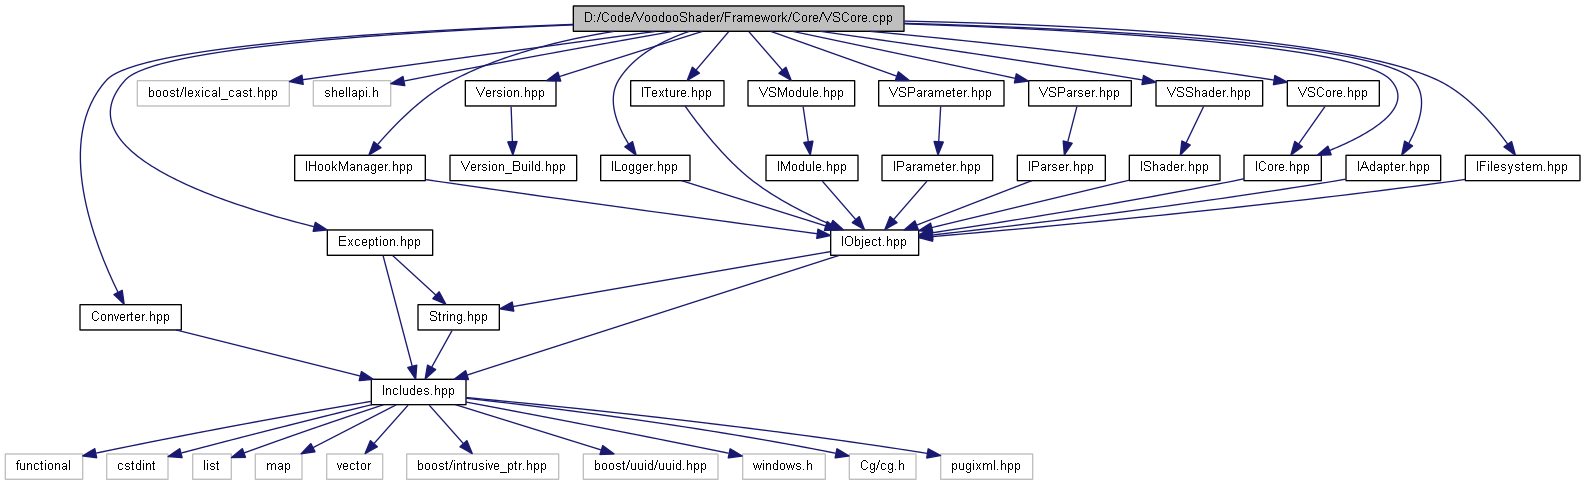 D:/Code/VoodooShader/Framework/Core/VSCore.cpp
boost/lexical_cast.hpp
shellapi.h
Version.hpp
ITexture.hpp
VSModule.hpp
VSParameter.hpp
VSParser.hpp
VSShader.hpp
VSCore.hpp
IHookManager.hpp
Version_Build.hpp
ILogger.hpp
IModule.hpp
IParameter.hpp
IParser.hpp
IShader.hpp
ICore.hpp
IAdapter.hpp
IFilesystem.hpp
Exception.hpp
IObject.hpp
Converter.hpp
String.hpp
Includes.hpp
functional
cstdint
list
map
vector
boost/intrusive_ptr.hpp
boost/uuid/uuid.hpp
windows.h
Cg/cg.h
pugixml.hpp